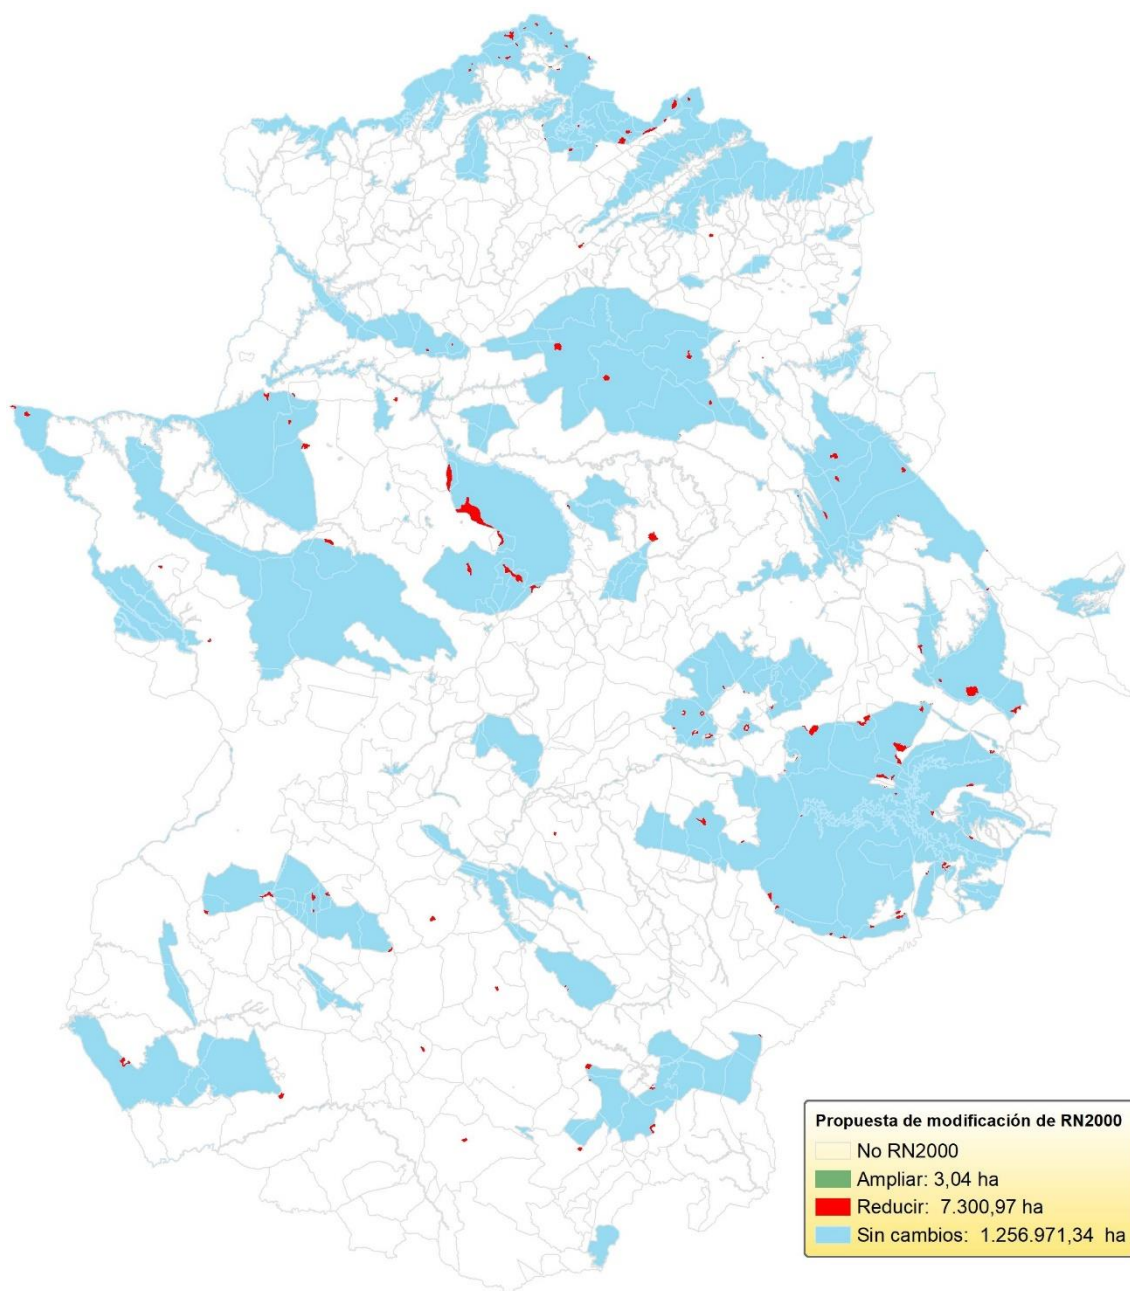 Propuesta de modificación de RN2000
No RN2000
Ampliar: 3,04 ha
Reducir: 7.300,97 ha
Sin cambios: 1.256.971,34 ha